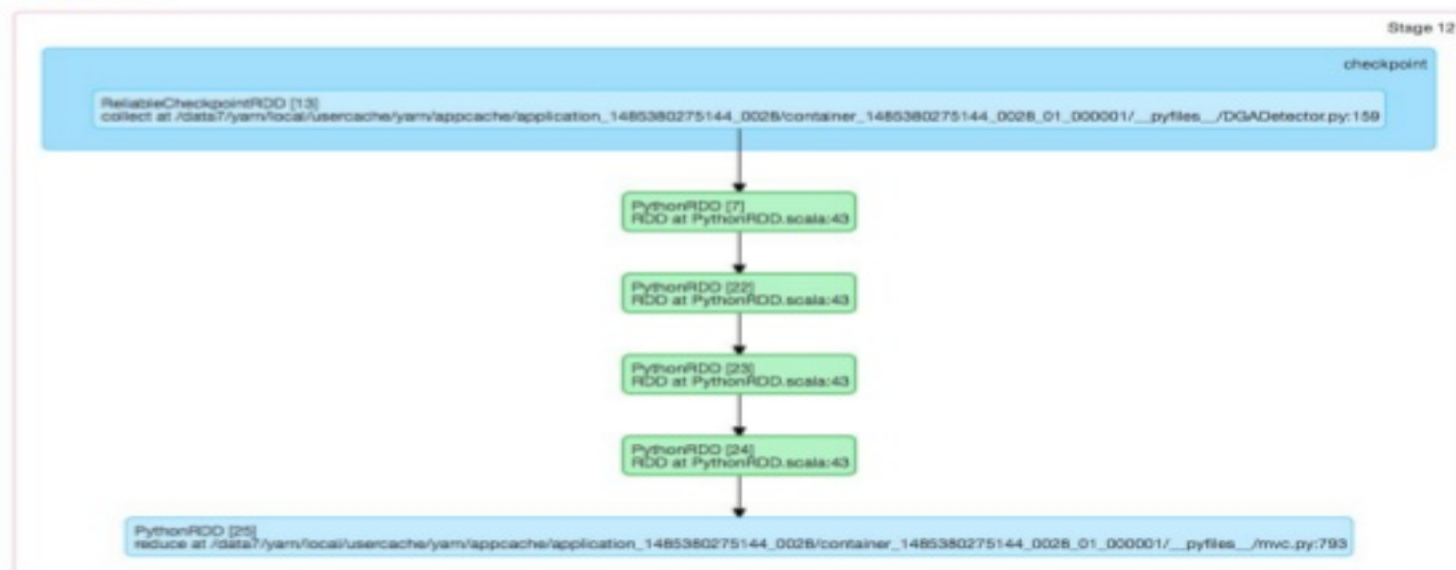 Stage 12
checkpoint
ReliableCheckpointRDD [13]
collect at /data7/yarn/local/usercache/yarn/appcache/application_1485380275144_0028/container_1485380275144_0028_01_000001/__pyfiles__/DGADetector.py:159
PythonRDD [7]
RDD at PythonRDD.scala:43
PythonRDD [22]
RDD at PythonRDD.scala:43
PythonRDD [23]
RDD at PythonRDD.scala:43
PythonRDD [24]
RDD at PythonRDD.scala:43
PythonRDD [25]
reduce at /data7/yarn/local/usercache/yarn/appcache/application_1485380275144_0028/container_1485380275144_0028_01_000001/__pyfiles__/mvc.py:793